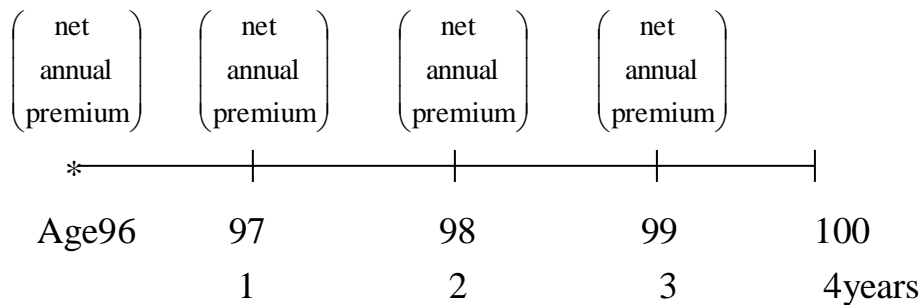 net net net net
annual annual annual annual
premium premium premium premium
*
Age96 97 98 99 100
1 2 3 4years